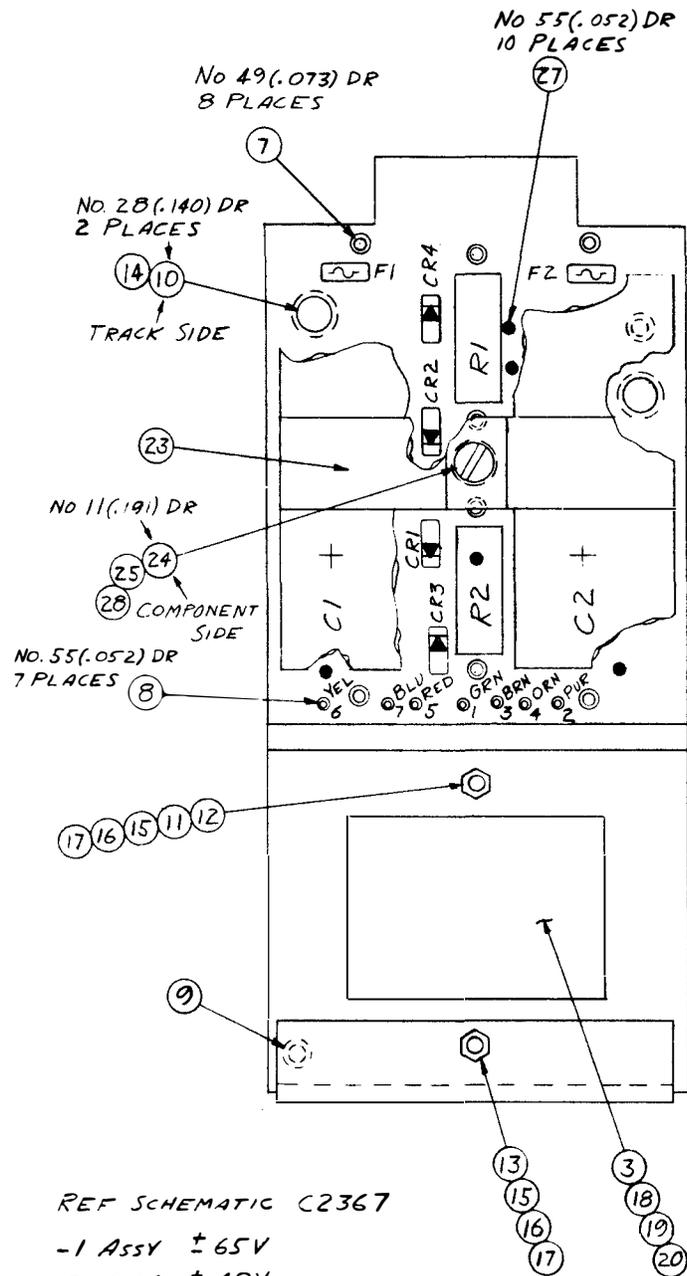 No 55(.052) DR
10 PLACES
27
No 49(.073) DR
8 PLACES
7
NO. 28(.140) DR
2 PLACES
14 10
TRACK SIDE
F1
CR4
F2
R1
CR2
23
No 11(.191) DR
25 24
28
COMPONENT
SIDE
C1
CR1
CR3
R2
C2
NO. 55(.052) DR
7 PLACES
8
YEL BLU RED GRN BRN ORN PUR
6 7 5 1 3 4 2
17 16 15 11 12
9
13
15
16
17
3
18
19
20
REF SCHEMATIC C2367
-1 ASSY ± 65V